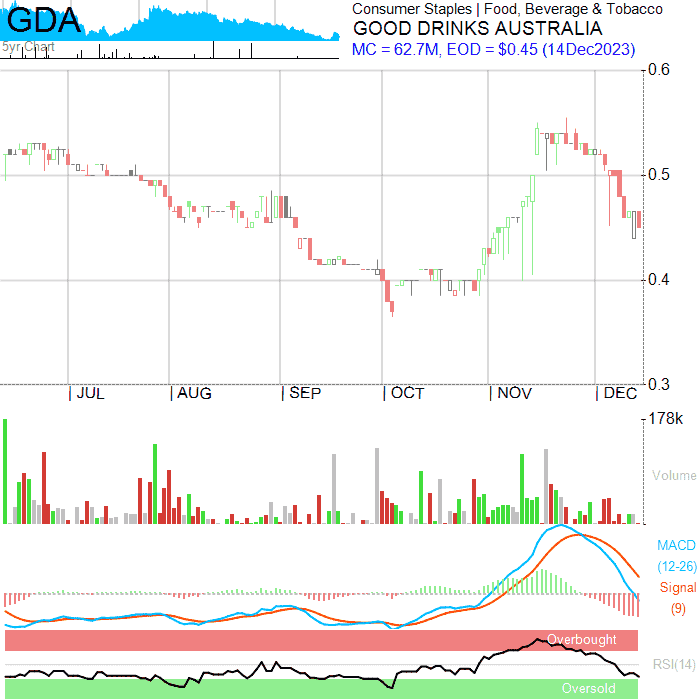 GDA
5yr Chart
Consumer Staples | Food, Beverage & Tobacco
GOOD DRINKS AUSTRALIA
MC = 62.7M, EOD = $0.45 (14Dec2023)
0.6
0.5
0.4
0.3
JUL
AUG
SEP
OCT
NOV
DEC
178k
Volume
MACD
(12-26)
Signal
(9)
Overbought
RSI(14)
Oversold